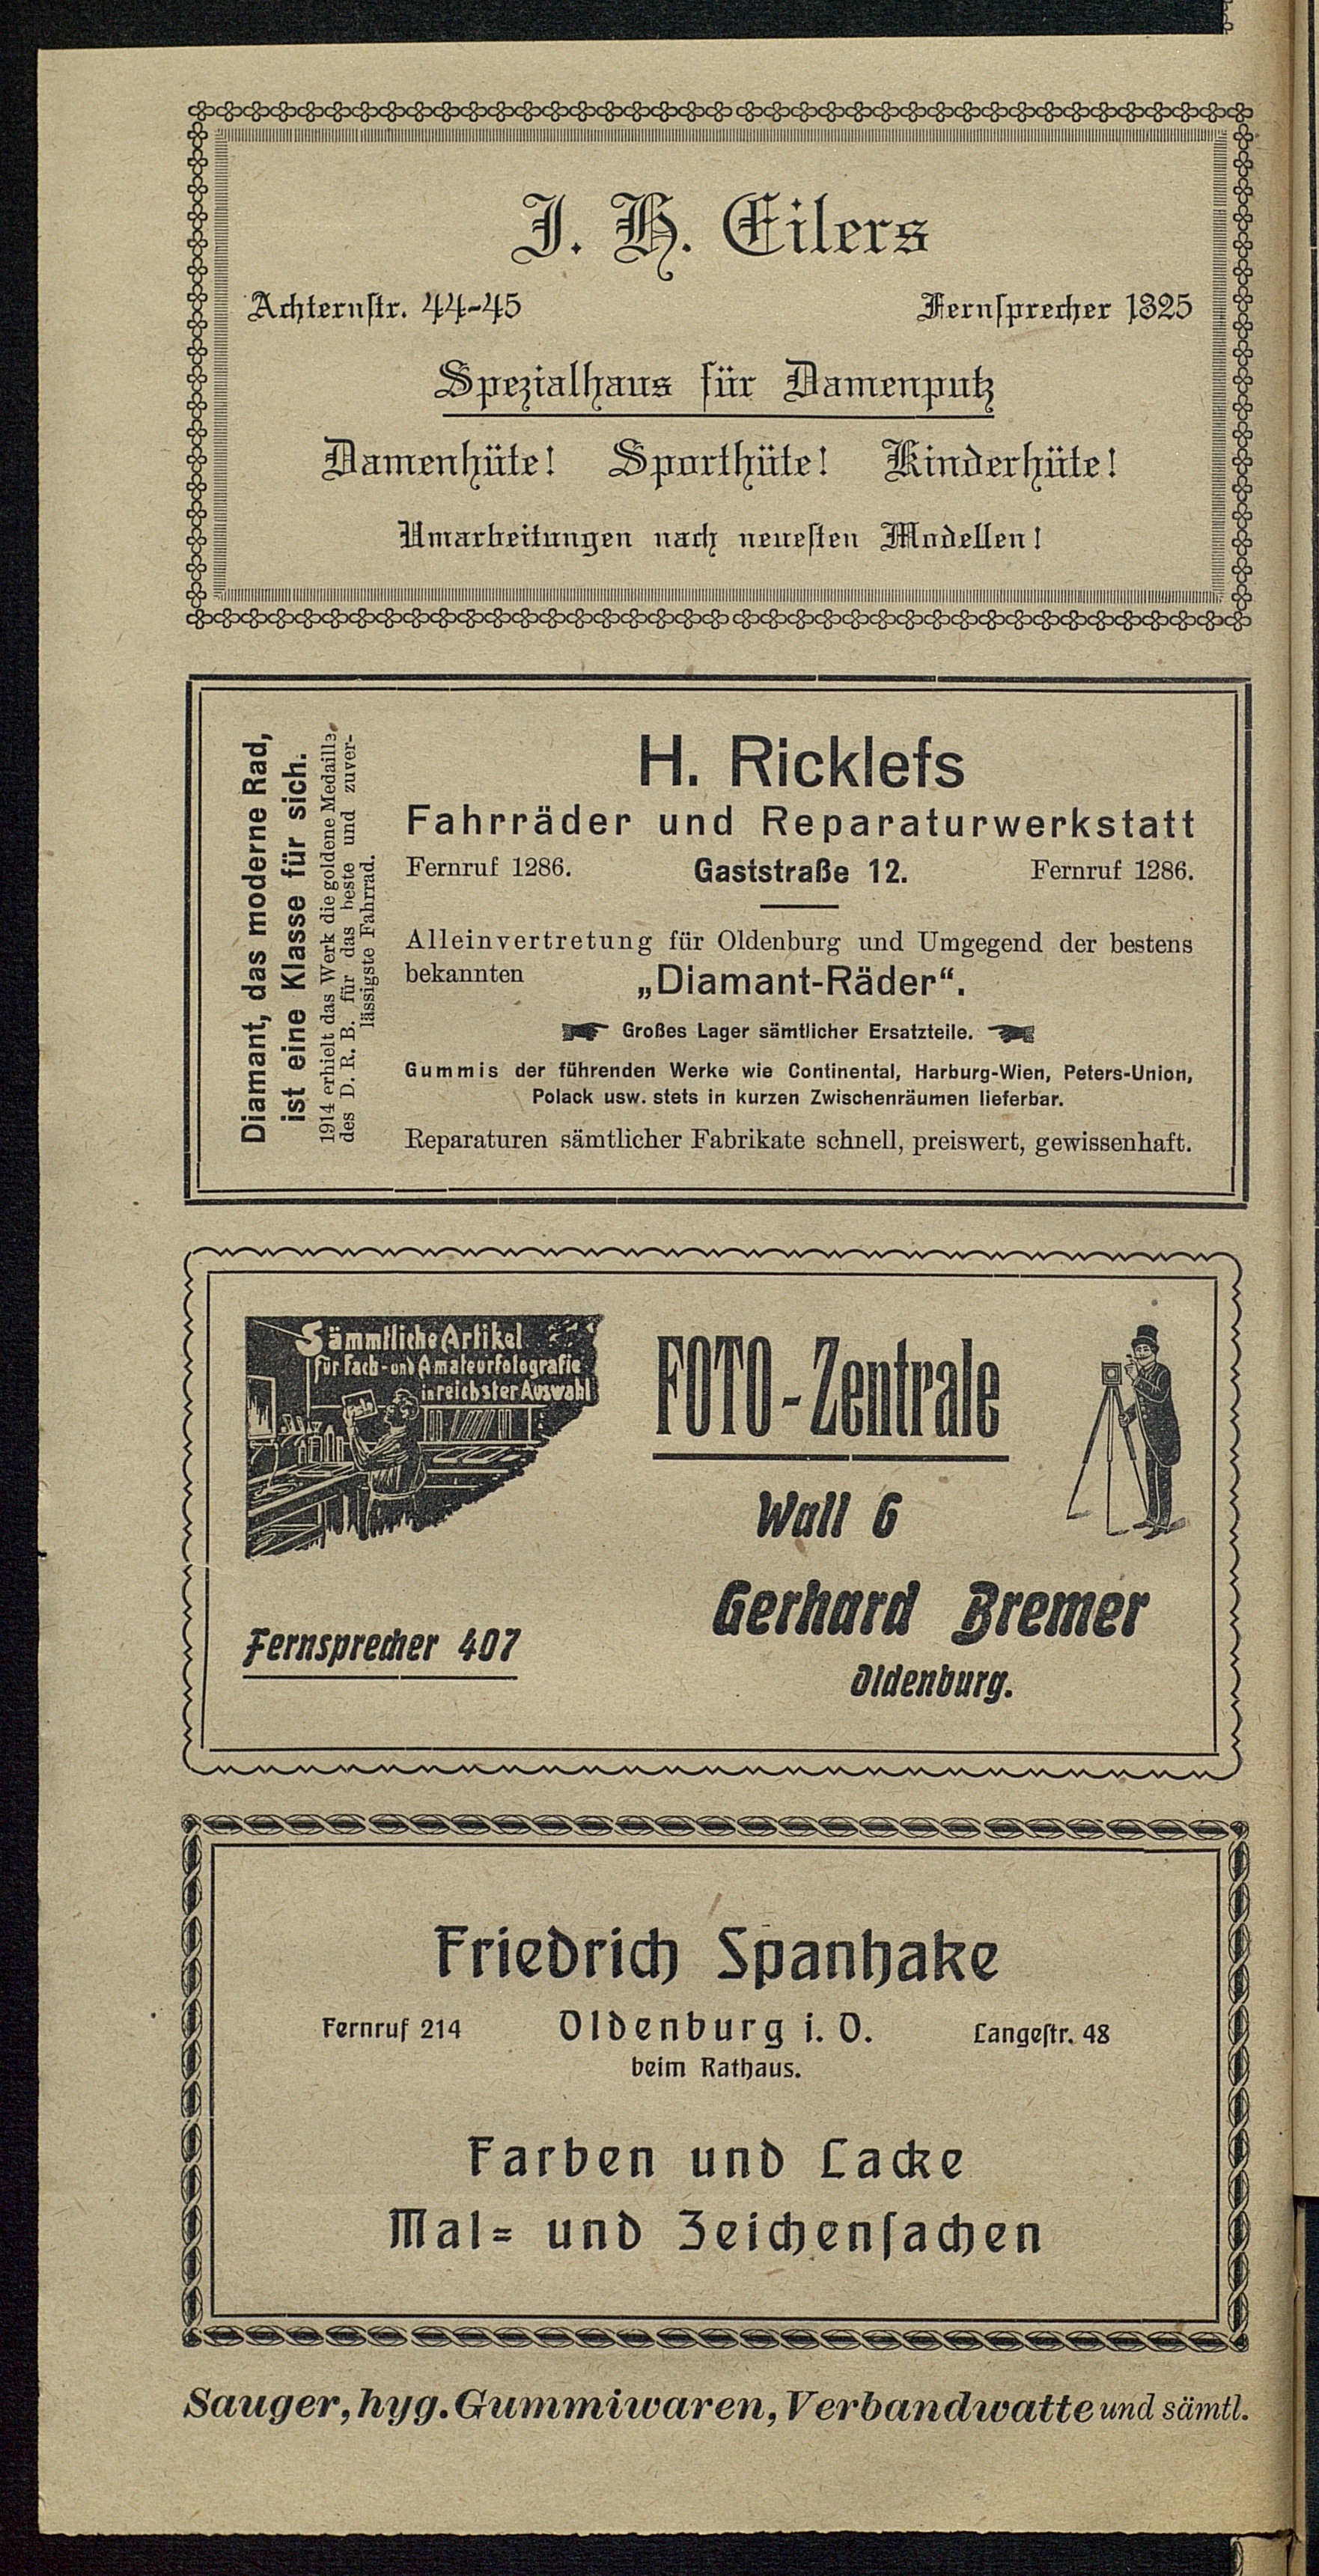 J. H. Eilers
Achternstr. 44-45 Fernsprecher 1325
Spezialhaus für Damenputz
Damenhüte! Sporthüte! Kinderhüte!
Umarbeitungen nach neuesten Modellen!
Diamant, das moderne Rad,
ist eine Klasse für sich.
1914 erhielt das Werk die goldene Medaille
des D. R. B. für das beste und zuver-
lässigste Fahrrad.
H. Ricklefs
Fahrräder und Reparaturwerkstatt
Fernruf 1286. Gaststraße 12. Fernruf 1286.
Alleinvertretung für Oldenburg und Umgegend der bestens
bekannten „Diamant-Räder“.
Großes Lager sämtlicher Ersatzteile.
Gummis der führenden Werke wie Continental, Harburg-Wien, Peters-Union,
Polack usw. stets in kurzen Zwischenräumen lieferbar.
Reparaturen sämtlicher Fabrikate schnell, preiswert, gewissenhaft.
Sämmtliche Artikel
für Fach- und Amateurfotografie
in reichster Auswahl
FOTO-Zentrale
Wall 6
Gerhard Bremer
Fernsprecher 407
Oldenburg.
Friedrich Spanhake
Fernruf 214 Oldenburg i. O. Langestr. 48
beim Rathaus.
Farben und Lacke
Mal- und Zeichensachen
Sauger, hyg. Gummiwaren, Verbandwatte und sämtl.